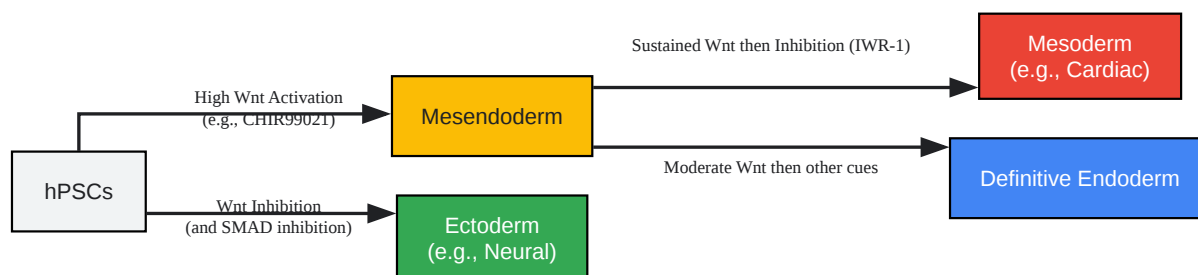 hPSCs
High Wnt Activation
(e.g., CHIR99021)
Wnt Inhibition
(and SMAD inhibition)
Mesendoderm
Ectoderm
(e.g., Neural)
Sustained Wnt then Inhibition (IWR-1)
Moderate Wnt then other cues
Mesoderm
(e.g., Cardiac)
Definitive Endoderm